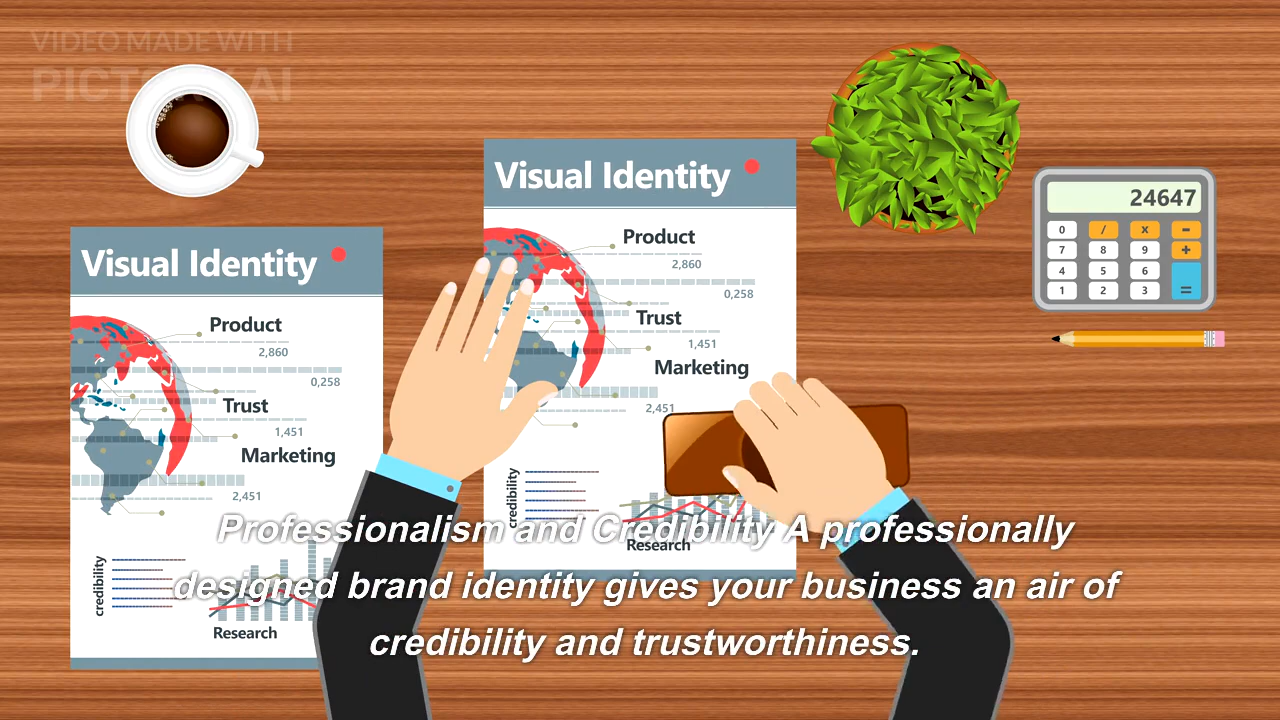 VIDEO MADE WITH
PICTORY.AI
Visual Identity
Product
2,860
0,258
Trust
1,451
Marketing
2,451
credibility
Research
Visual Identity
Product
2,860
0,258
Trust
1,451
Marketing
2,451
credibility
Research
24647
0 / x -
7 8 9 +
4 5 6
1 2 3 =
Professionalism and Credibility A professionally
designed brand identity gives your business an air of
credibility and trustworthiness.